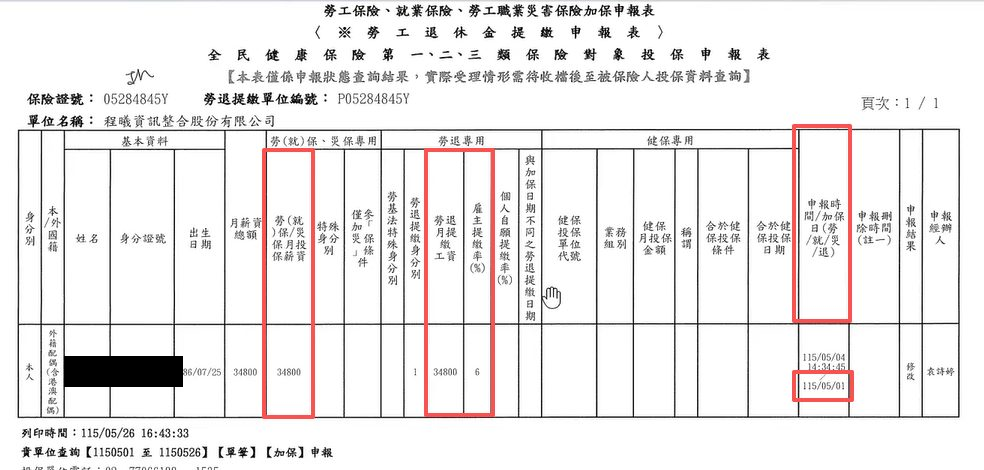 勞工保險、就業保險、勞工職業災害保險加保申報表
〈 ※ 勞工退休金提繳申報表 〉
全民健康保險第一、二、三類保險對象投保申報表
【本表僅係申報狀態查詢結果，實際受理情形需待收檔後至被保險人投保資料查詢】
保險證號： 05284845Y 勞退提繳單位編號： P05284845Y
頁次：1 / 1
單位名稱： 程曦資訊整合股份有限公司
基本資料 勞(就)保、災保專用 勞退專用 健保專用
身分別 本/外國籍 姓名 身分證號 出生日期 月薪資總額 勞(就)保/災保月投保薪資 特殊身分別 僅參加「災保」條件 勞基法特殊身分別 勞退提繳身分別 勞退月提繳工資 雇主提繳率(%) 個人自願提繳率(%) 與加保日期不同之勞退提繳日期 健保投保單位代號 業務組別 健保月投保金額 稱謂 合於健保投保條件 合於健保投保日期 申報時間/加保日(勞/就/災/退) 申報刪除時間(註一) 申報結果 申報經辦人
本人 外籍配偶(含港澳配偶) 86/07/25 34800 34800 1 34800 6 115/05/04 14:34:45 / 115/05/01 修改 袁詩婷
列印時間：115/05/26 16:43:33
貴單位查詢【1150501 至 1150526】【單筆】【加保】申報